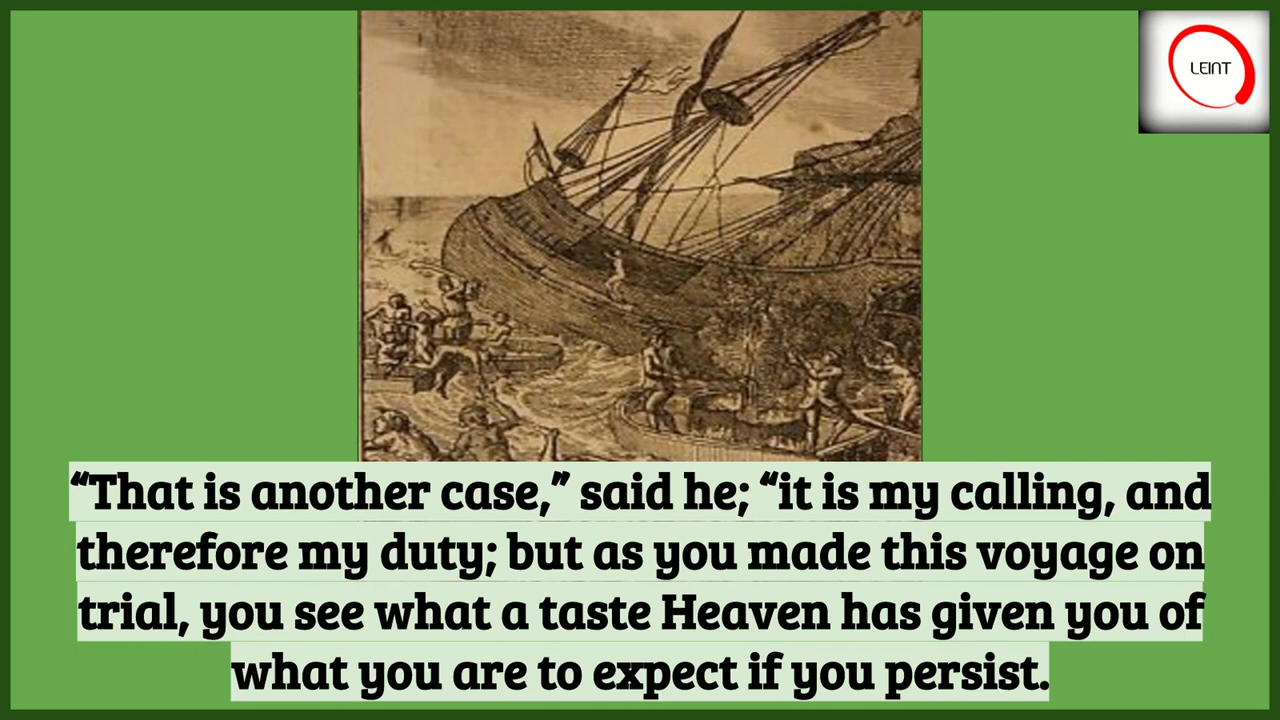 LEINT
“That is another case,” said he; “it is my calling, and
therefore my duty; but as you made this voyage on
trial, you see what a taste Heaven has given you of
what you are to expect if you persist.